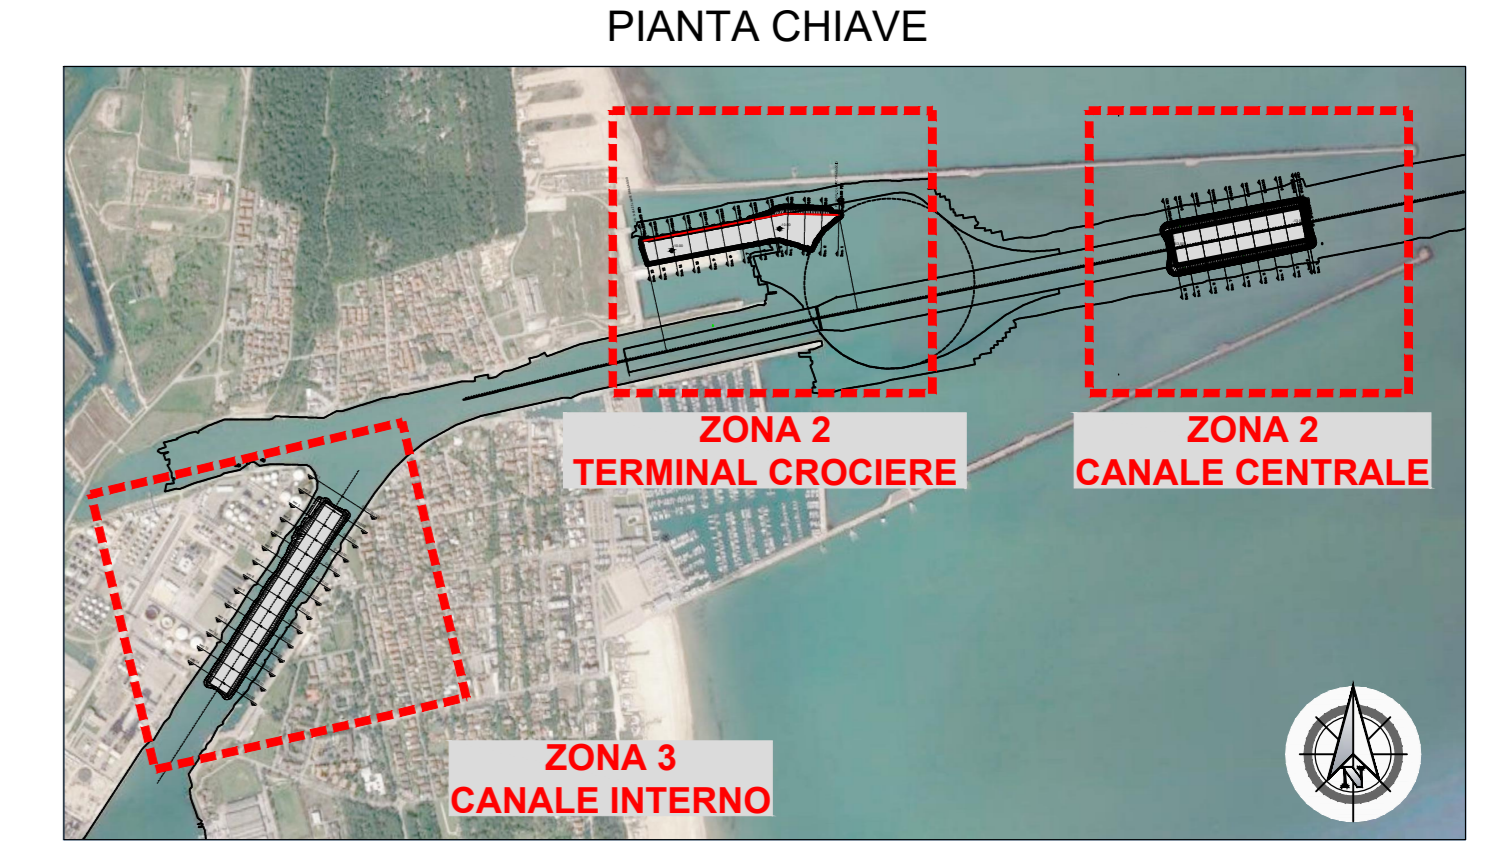 PIANTA CHIAVE
ZONA 2
TERMINAL CROCIERE
ZONA 2
CANALE CENTRALE
ZONA 3
CANALE INTERNO
N